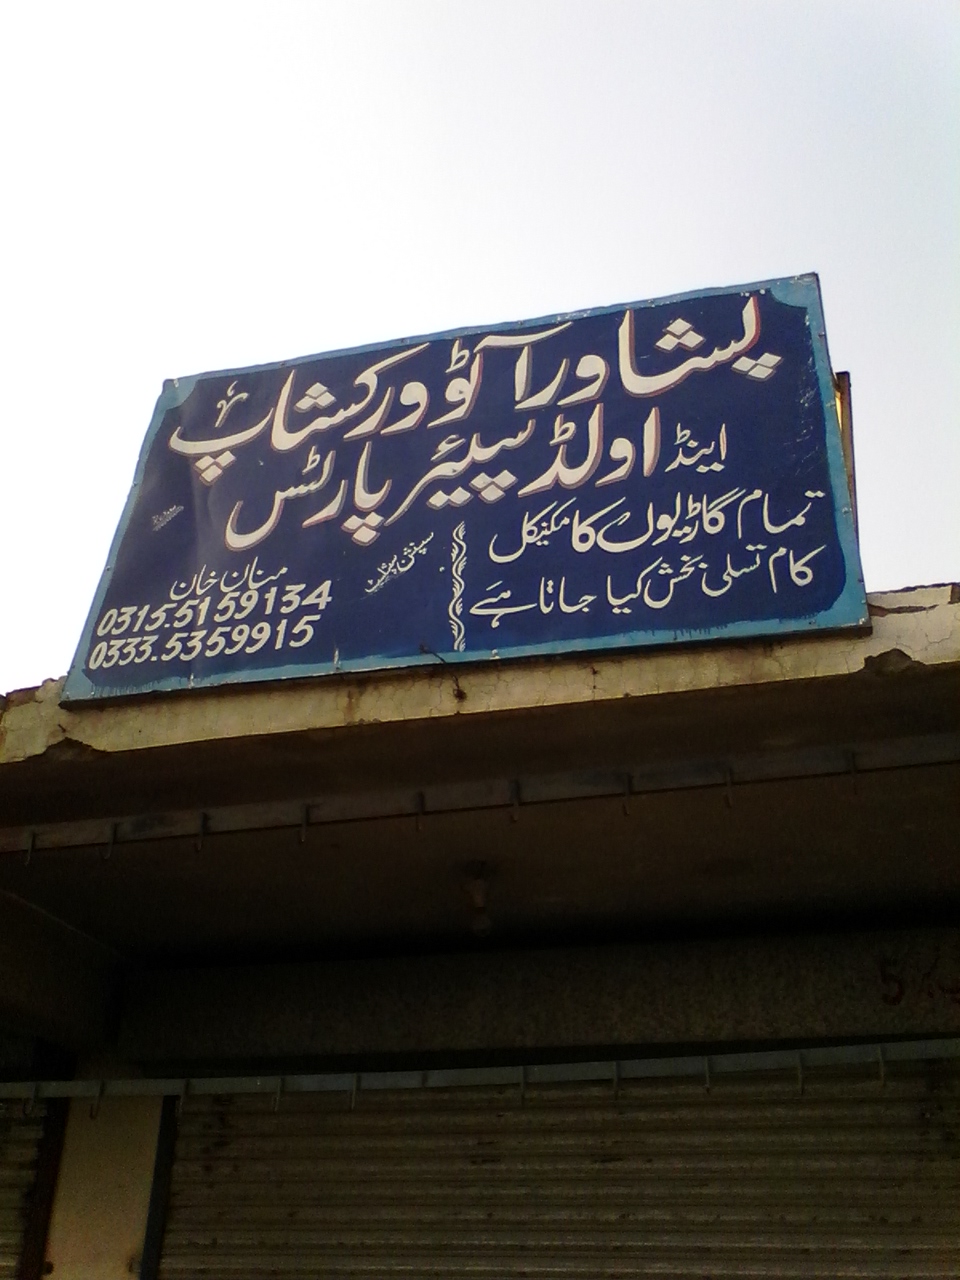 پشاور آٹو ورکشاپ
اینڈ اولڈ سپیئر پارٹس
تمام گاڑیوں کا مکینکل
کام تسلی بخش کیا جاتا ہے
منان خان
0315.5159134
0333.5359915
5